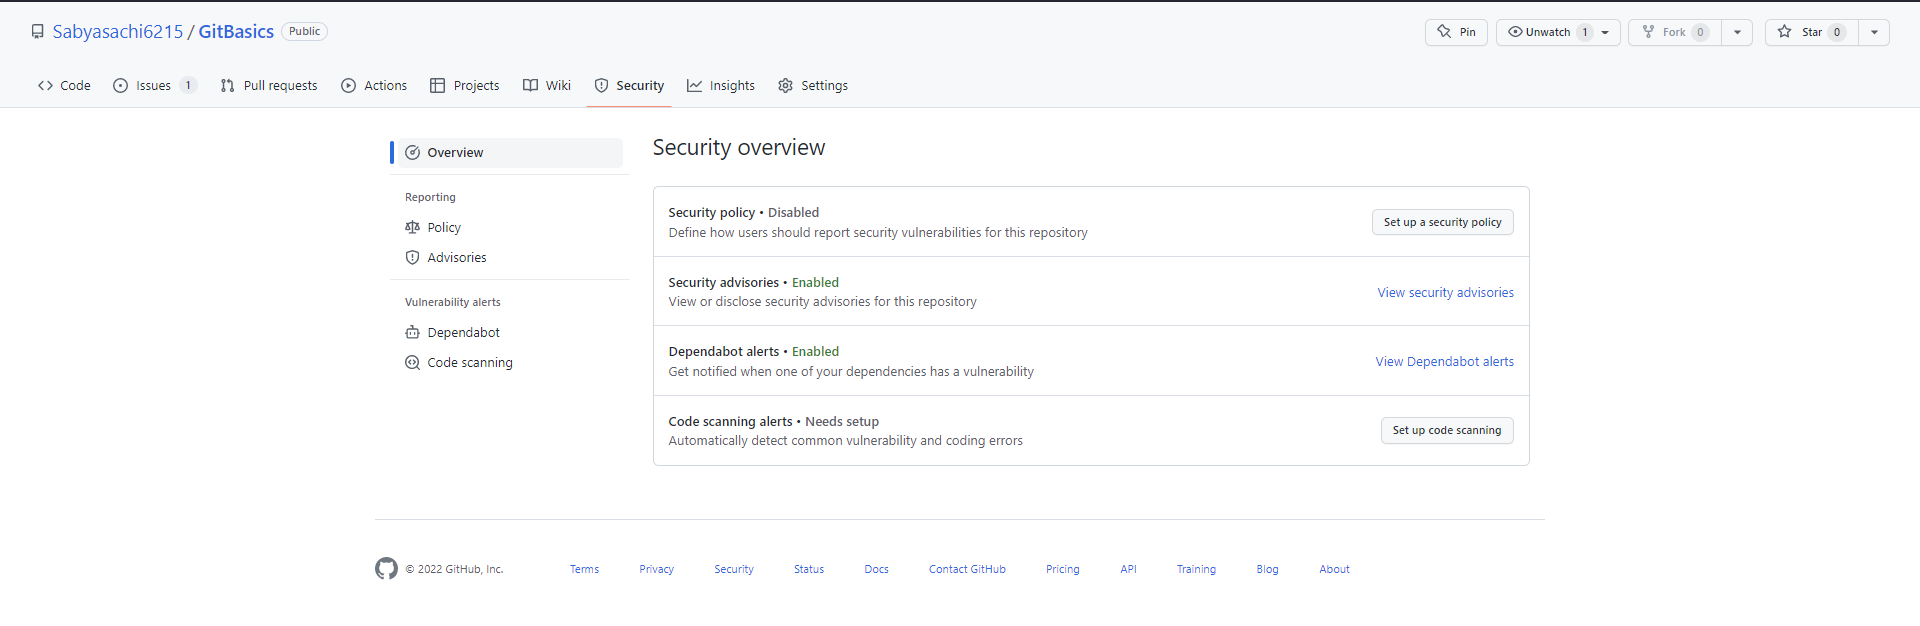 Sabyasachi6215 / GitBasics Public
Pin Unwatch 1 Fork 0 Star 0
Code Issues 1 Pull requests Actions Projects Wiki Security Insights Settings
Overview
Reporting
Policy
Advisories
Vulnerability alerts
Dependabot
Code scanning
Security overview
Security policy • Disabled
Define how users should report security vulnerabilities for this repository
Set up a security policy
Security advisories • Enabled
View or disclose security advisories for this repository
View security advisories
Dependabot alerts • Enabled
Get notified when one of your dependencies has a vulnerability
View Dependabot alerts
Code scanning alerts • Needs setup
Automatically detect common vulnerability and coding errors
Set up code scanning
© 2022 GitHub, Inc. Terms Privacy Security Status Docs Contact GitHub Pricing API Training Blog About